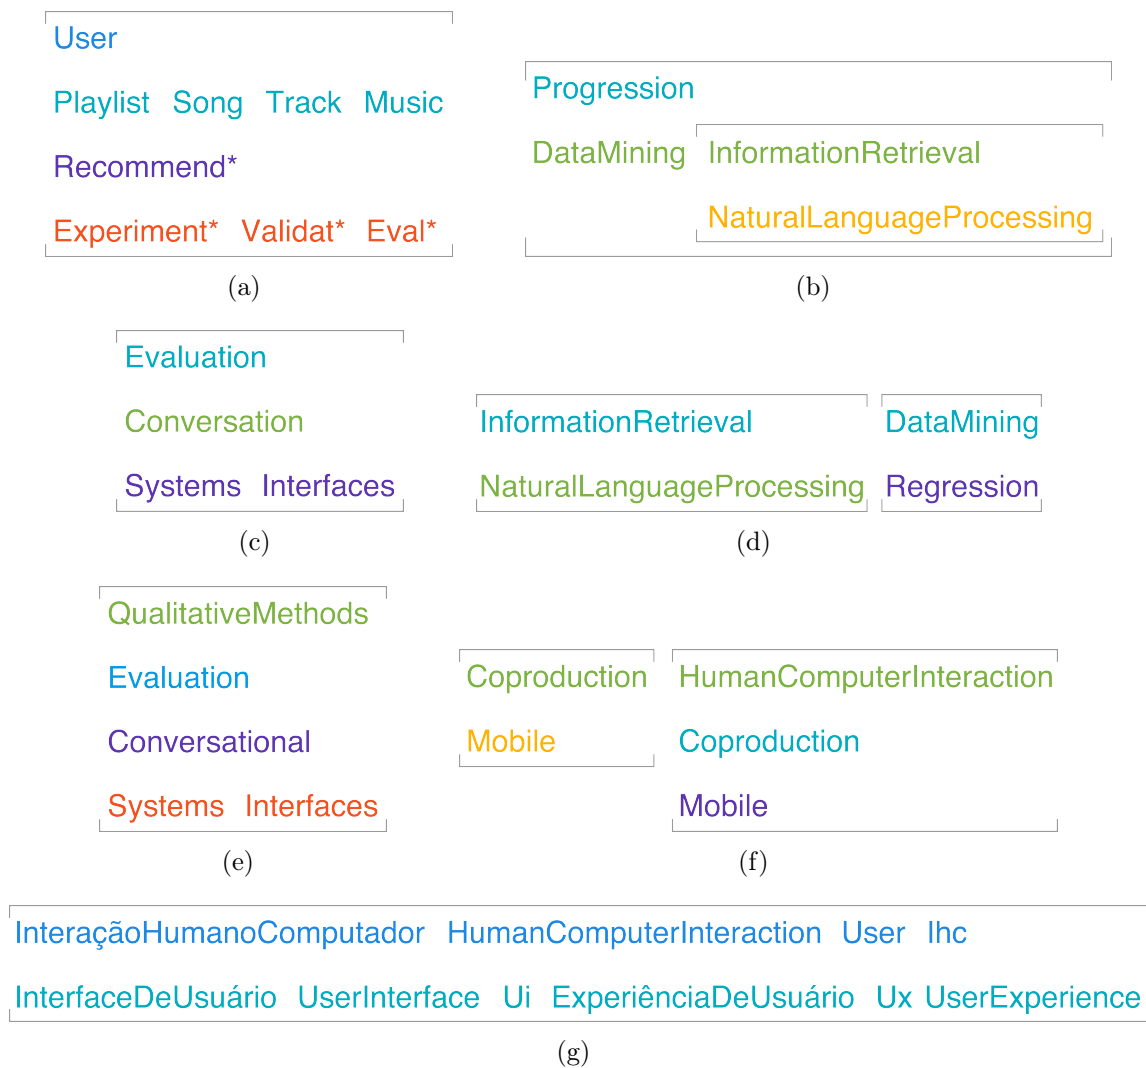 User
Playlist Song Track Music
Recommend*
Experiment* Validat* Eval*
(a)
Progression
DataMining InformationRetrieval
NaturalLanguageProcessing
(b)
Evaluation
Conversation
Systems Interfaces
(c)
InformationRetrieval DataMining
NaturalLanguageProcessing Regression
(d)
QualitativeMethods
Evaluation
Conversational
Systems Interfaces
(e)
Coproduction HumanComputerInteraction
Mobile Coproduction
Mobile
(f)
InteraçãoHumanoComputador HumanComputerInteraction User Ihc
InterfaceDeUsuário UserInterface Ui ExperiênciaDeUsuário Ux UserExperience
(g)